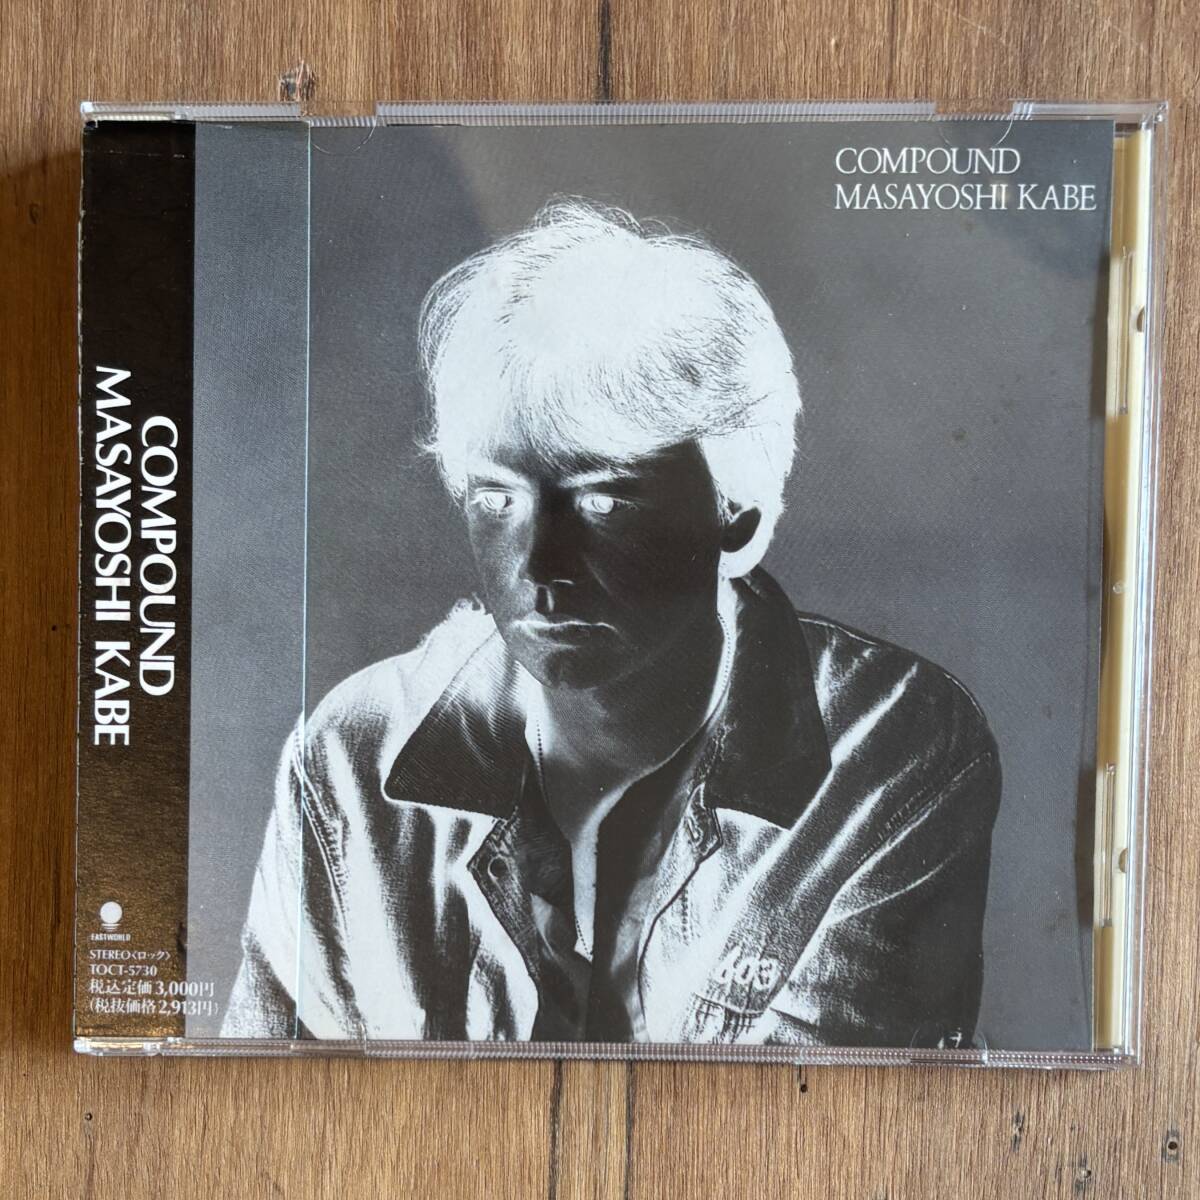 COMPOUND
MASAYOSHI KABE
COMPOUND
MASAYOSHI KABE
EASTWORLD
STEREO〈ロック〉
TOCT-5730
税込定価3,000円
(税抜価格2,913円)
603